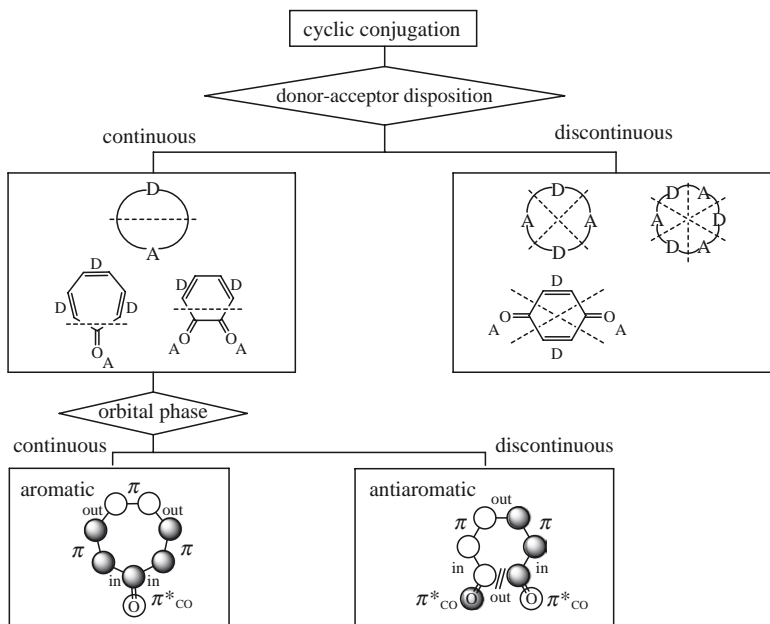 cyclic conjugation
donor-acceptor disposition
continuous
discontinuous
D
A
D
A
A
D
D
A
A
D
D
A
D
D
D
O
A
D
D
O
O
A
A
D
O
O
A
A
D
orbital phase
continuous
discontinuous
aromatic
π
out
out
π
π
in
in
O
π*CO
antiaromatic
out
π
π
in
in
//
O
out
O
π*CO
π*CO